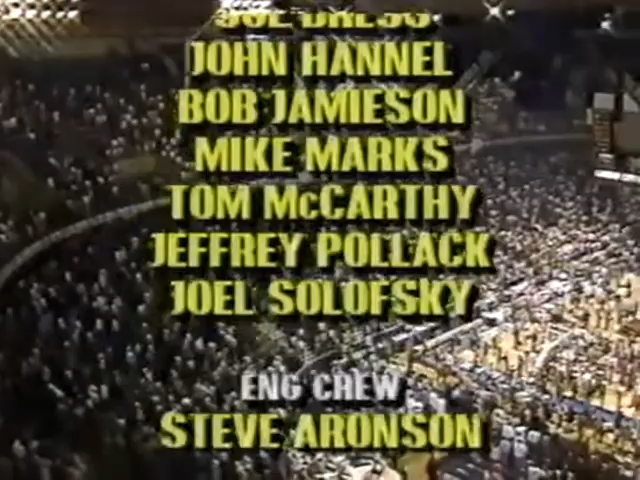 JOHN HANNEL
BOB JAMIESON
MIKE MARKS
TOM McCARTHY
JEFFREY POLLACK
JOEL SOLOFSKY
ENG CREW
STEVE ARONSON